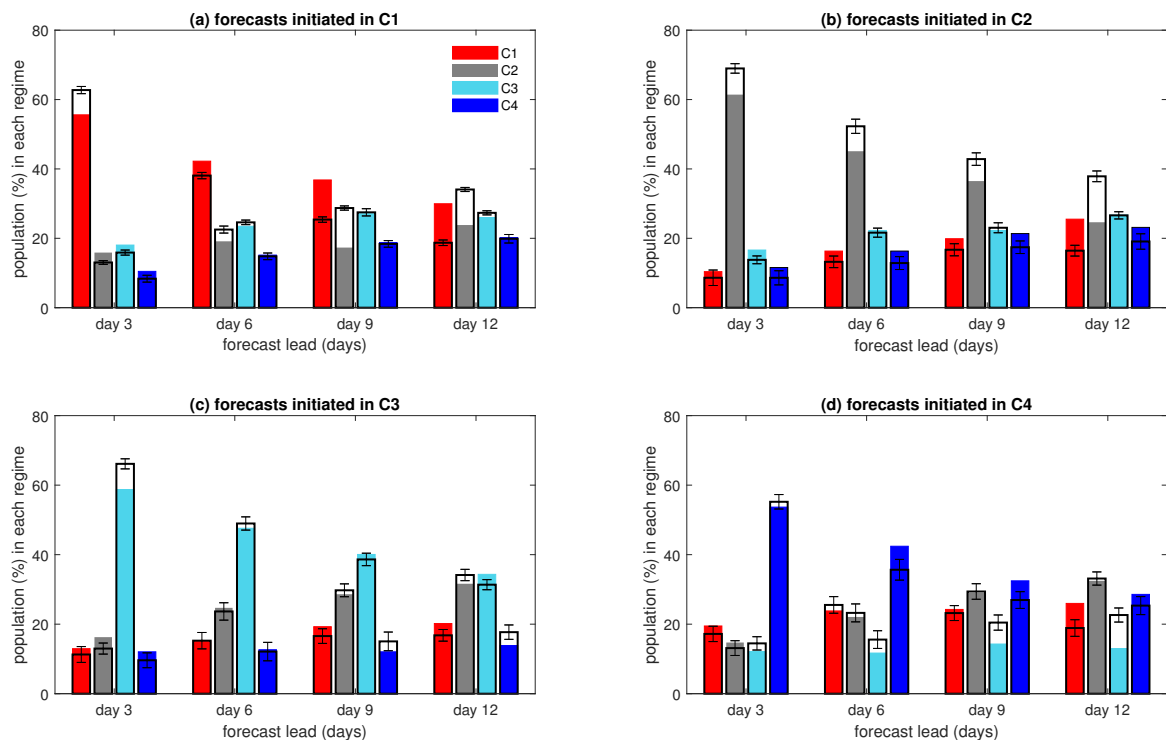 (a) forecasts initiated in C1
population (%) in each regime
80
60
40
20
0
C1
C2
C3
C4
day 3
day 6
day 9
day 12
forecast lead (days)
(b) forecasts initiated in C2
population (%) in each regime
80
60
40
20
0
day 3
day 6
day 9
day 12
forecast lead (days)
(c) forecasts initiated in C3
population (%) in each regime
80
60
40
20
0
day 3
day 6
day 9
day 12
forecast lead (days)
(d) forecasts initiated in C4
population (%) in each regime
80
60
40
20
0
day 3
day 6
day 9
day 12
forecast lead (days)